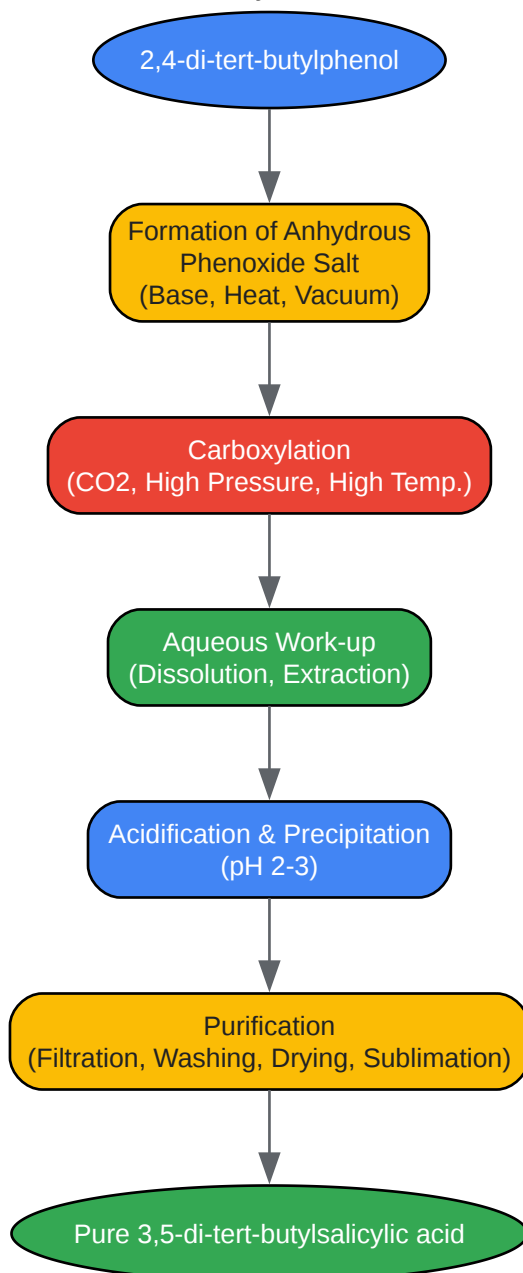 2,4-di-tert-butylphenol
Formation of Anhydrous
Phenoxide Salt
(Base, Heat, Vacuum)
Carboxylation
(CO2, High Pressure, High Temp.)
Aqueous Work-up
(Dissolution, Extraction)
Acidification & Precipitation
(pH 2-3)
Purification
(Filtration, Washing, Drying, Sublimation)
Pure 3,5-di-tert-butylsalicylic acid